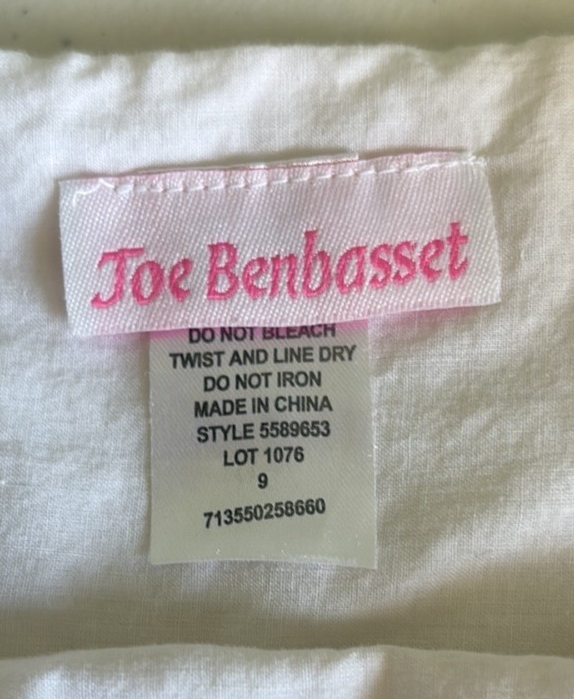 Joe Benbasset
DO NOT BLEACH
TWIST AND LINE DRY
DO NOT IRON
MADE IN CHINA
STYLE 5589653
LOT 1076
9
713550258660